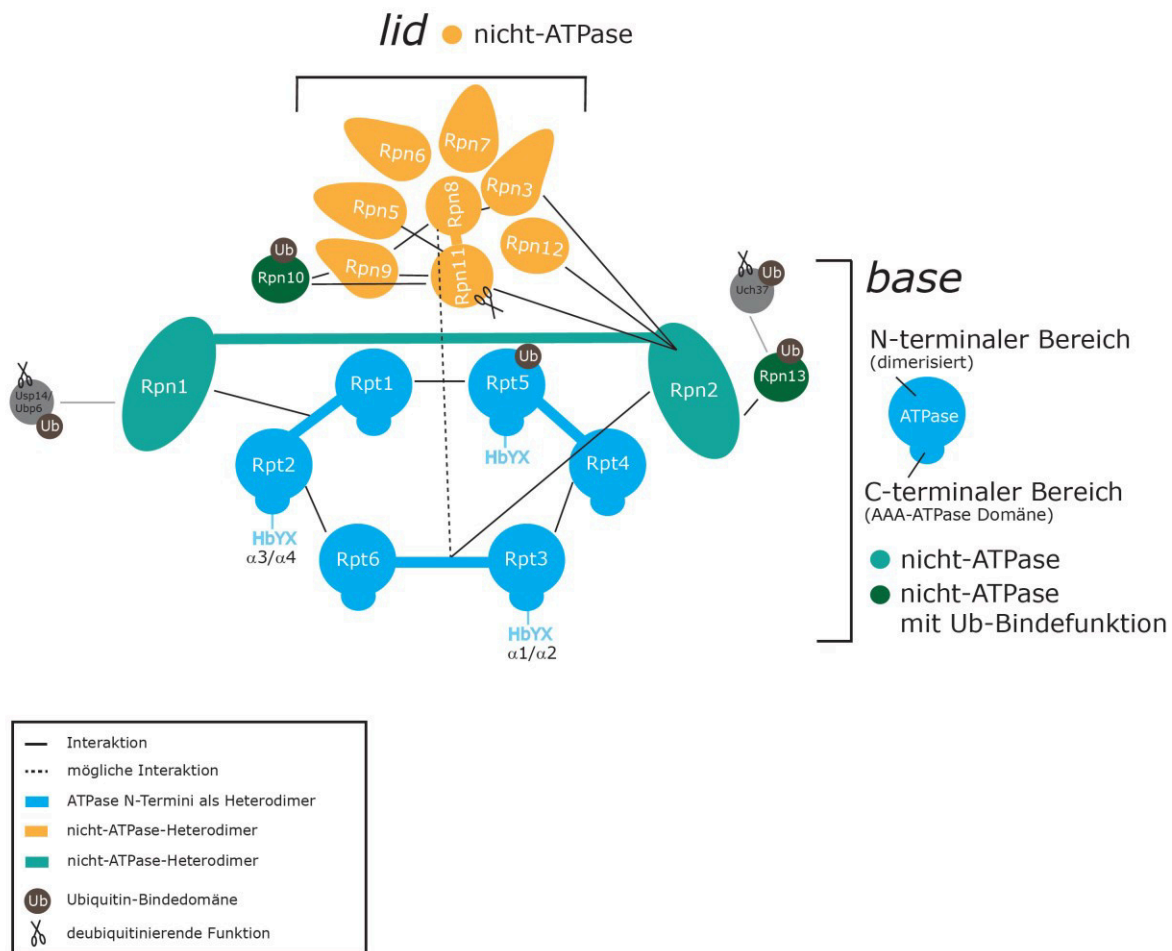 lid nicht-ATPase
Rpn7
Rpn6
Rpn3
Rpn8
Rpn5
Rpn12
Ub
Rpn10
Rpn9
Rpn11
Ub
Uch37
base
Rpn1
Ub
Rpt5
Rpt1
Rpn2
Ub
Rpn13
N-terminaler Bereich
(dimerisiert)
Usp14/
Ubp6
Ub
ATPase
HbYX
Rpt2
Rpt4
C-terminaler Bereich
(AAA-ATPase Domäne)
HbYX
α3/α4
Rpt6
Rpt3
nicht-ATPase
nicht-ATPase
mit Ub-Bindefunktion
HbYX
α1/α2
Interaktion
mögliche Interaktion
ATPase N-Termini als Heterodimer
nicht-ATPase-Heterodimer
nicht-ATPase-Heterodimer
Ub Ubiquitin-Bindedomäne
deubiquitinierende Funktion